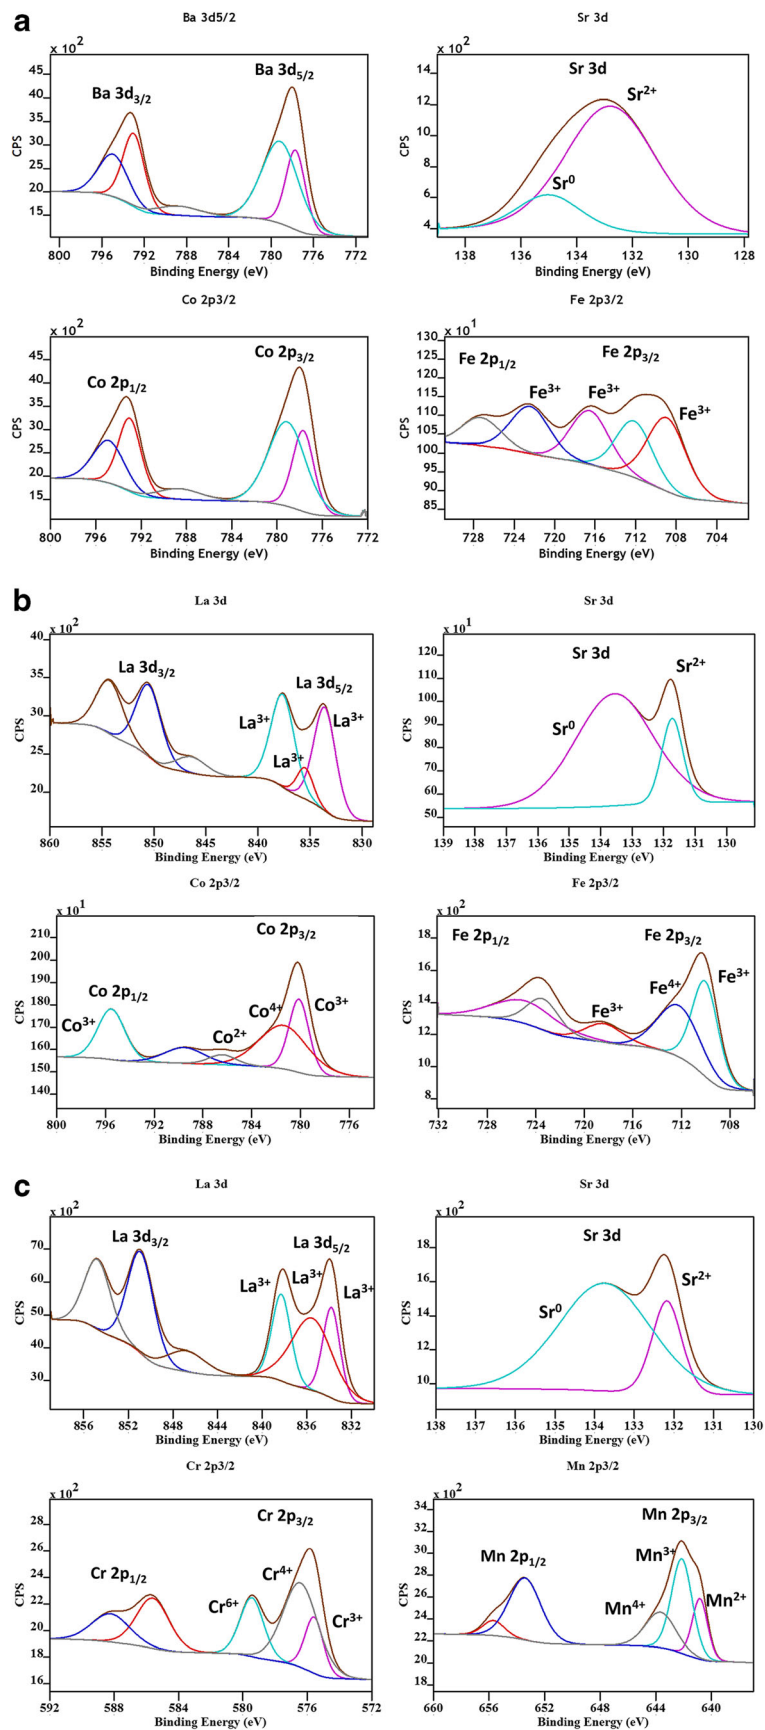 a
Ba 3d5/2
x 10²
CPS
45
40
35
30
25
20
15
Ba 3d3/2
Ba 3d5/2
800 796 792 788 784 780 776 772
Binding Energy (eV)
Sr 3d
x 10²
CPS
14
12
10
8
6
4
Sr 3d
Sr²⁺
Sr⁰
138 136 134 132 130 128
Binding Energy (eV)
Co 2p3/2
x 10²
CPS
45
40
35
30
25
20
15
Co 2p1/2
Co 2p3/2
800 796 792 788 784 780 776 772
Binding Energy (eV)
Fe 2p3/2
x 10¹
CPS
130
125
120
115
110
105
100
95
90
85
Fe 2p1/2
Fe 2p3/2
Fe³⁺
Fe³⁺
Fe³⁺
728 724 720 716 712 708 704
Binding Energy (eV)
b
La 3d
x 10²
CPS
40
35
30
25
20
La 3d3/2
La 3d5/2
La³⁺
La³⁺
La³⁺
860 855 850 845 840 835 830
Binding Energy (eV)
Sr 3d
x 10¹
CPS
110
100
90
80
70
60
50
Sr 3d
Sr²⁺
Sr⁰
139 138 137 136 135 134 133 132 131 130
Binding Energy (eV)
Co 2p3/2
x 10¹
CPS
210
200
190
180
170
160
150
140
Co 2p3/2
Co 2p1/2
Co³⁺
Co²⁺
Co⁴⁺
Co³⁺
800 796 792 788 784 780 776
Binding Energy (eV)
Fe 2p3/2
x 10²
CPS
18
16
14
12
10
8
Fe 2p1/2
Fe 2p3/2
Fe³⁺
Fe⁴⁺
Fe³⁺
732 728 724 720 716 712 708
Binding Energy (eV)
c
La 3d
x 10²
CPS
70
60
50
40
30
La 3d3/2
La 3d5/2
La³⁺
La³⁺
La³⁺
856 852 848 844 840 836 832
Binding Energy (eV)
Sr 3d
x 10²
CPS
18
16
14
12
10
Sr 3d
Sr²⁺
Sr⁰
138 137 136 135 134 133 132 131 130
Binding Energy (eV)
Cr 2p3/2
x 10²
CPS
28
26
24
22
20
18
16
Cr 2p3/2
Cr 2p1/2
Cr⁶⁺
Cr⁴⁺
Cr³⁺
592 588 584 580 576 572
Binding Energy (eV)
Mn 2p3/2
x 10²
CPS
34
32
30
28
26
24
22
20
18
Mn 2p3/2
Mn 2p1/2
Mn³⁺
Mn²⁺
Mn⁴⁺
660 656 652 648 644 640
Binding Energy (eV)